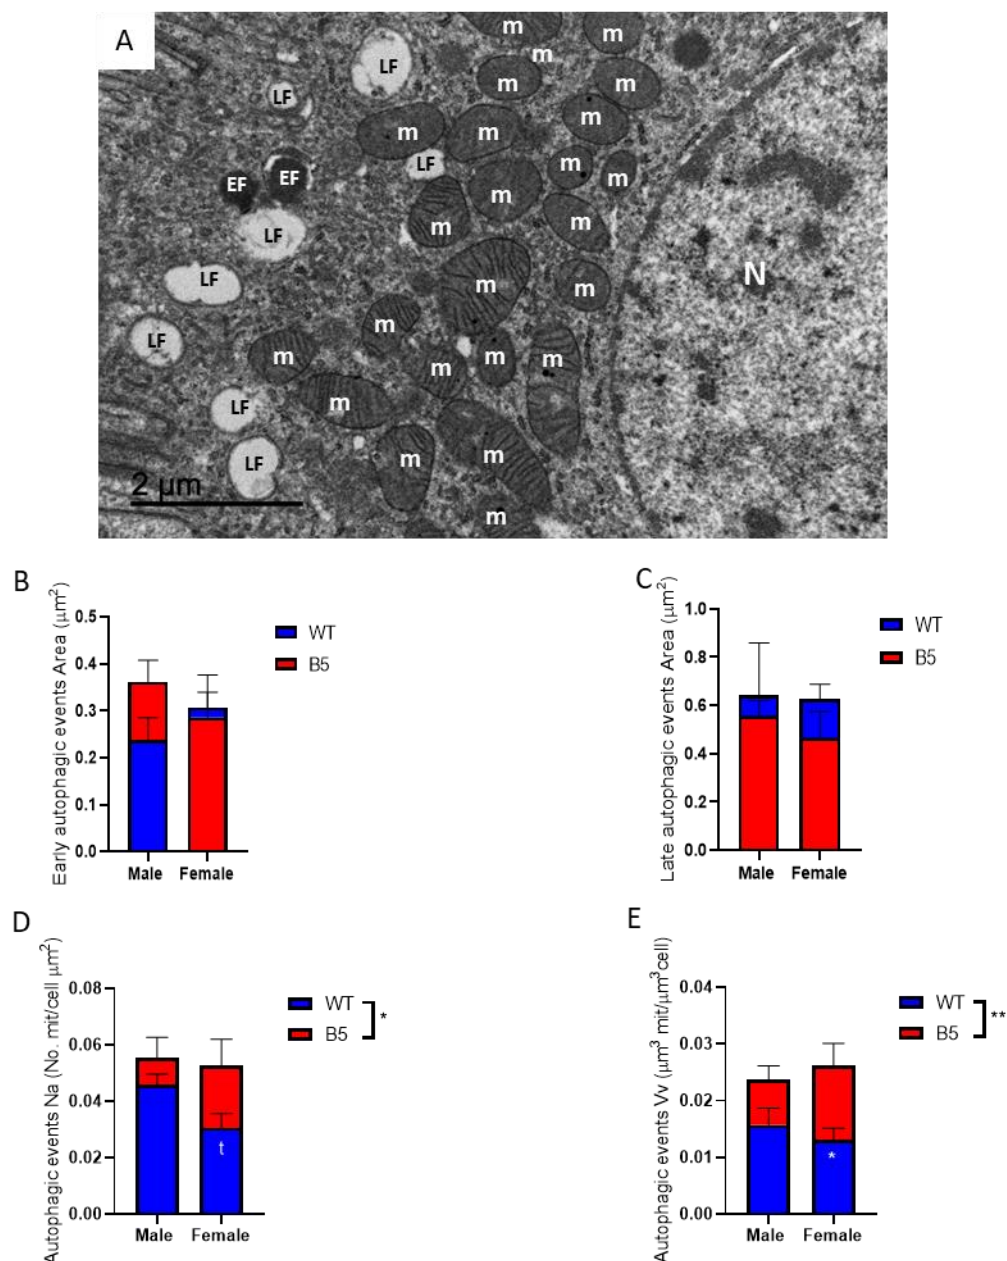 A
m
m
m
LF
m
m
LF
m
m
m
LF
m
m
EF
EF
m
m
m
LF
LF
m
m
N
m
LF
m
m
m
m
m
LF
m
LF
m
m
2 μm
m
B
Early autophagic events Area (μm²)
0.5
0.4
0.3
0.2
0.1
0.0
Male Female
WT
B5
C
Late autophagic events Area (μm²)
1.0
0.8
0.6
0.4
0.2
0.0
Male Female
WT
B5
D
Autophagic events Na (No. mit/cell μm²)
0.08
0.06
0.04
0.02
0.00
t
Male Female
WT
B5
*
E
Autophagic events Vv (μm³ mit/μm³cell)
0.04
0.03
0.02
0.01
0.00
*
Male Female
WT
B5
**